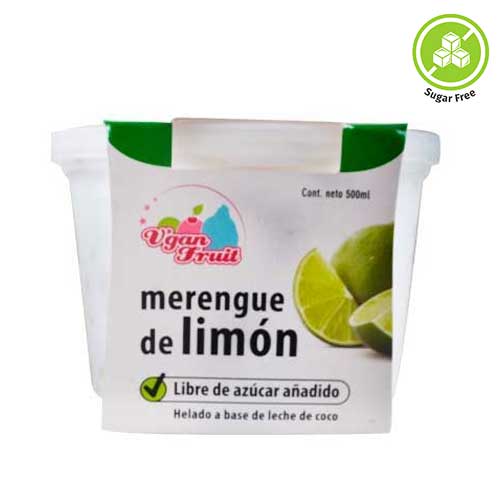 Sugar Free
Cont. neto 500ml
V'gan
Fruit
merengue
de limón
Libre de azúcar añadido
Helado a base de leche de coco